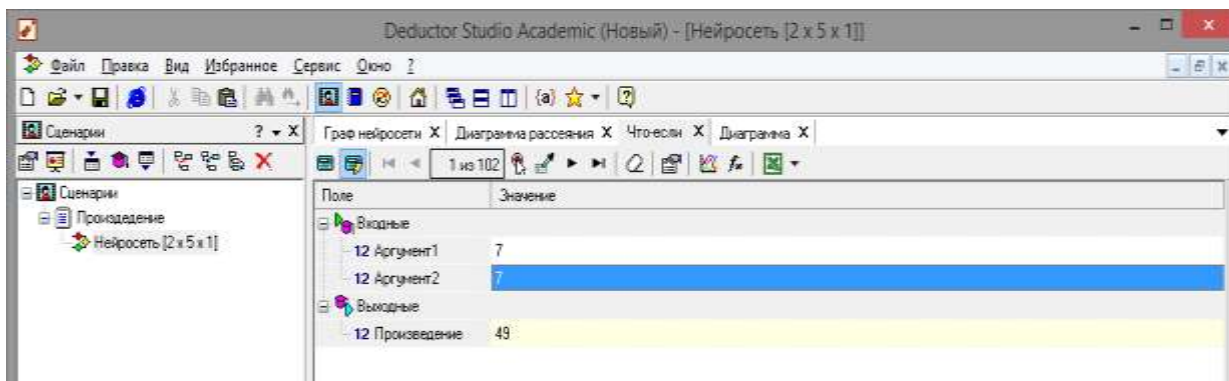 Deductor Studio Academic (Новый) - [Нейросеть [2 x 5 x 1]]
Файл Правка Вид Избранное Сервис Окно ?
Сценарии
Граф нейросети X Диаграмма рассеяния X Что-если X Диаграмма X
1 из 102
Сценарии
Произдедение
Нейросеть [2 x 5 x 1]
Поле Значение
Входные
12 Аргумент1 7
12 Аргумент2 7
Выходные
12 Произведение 49